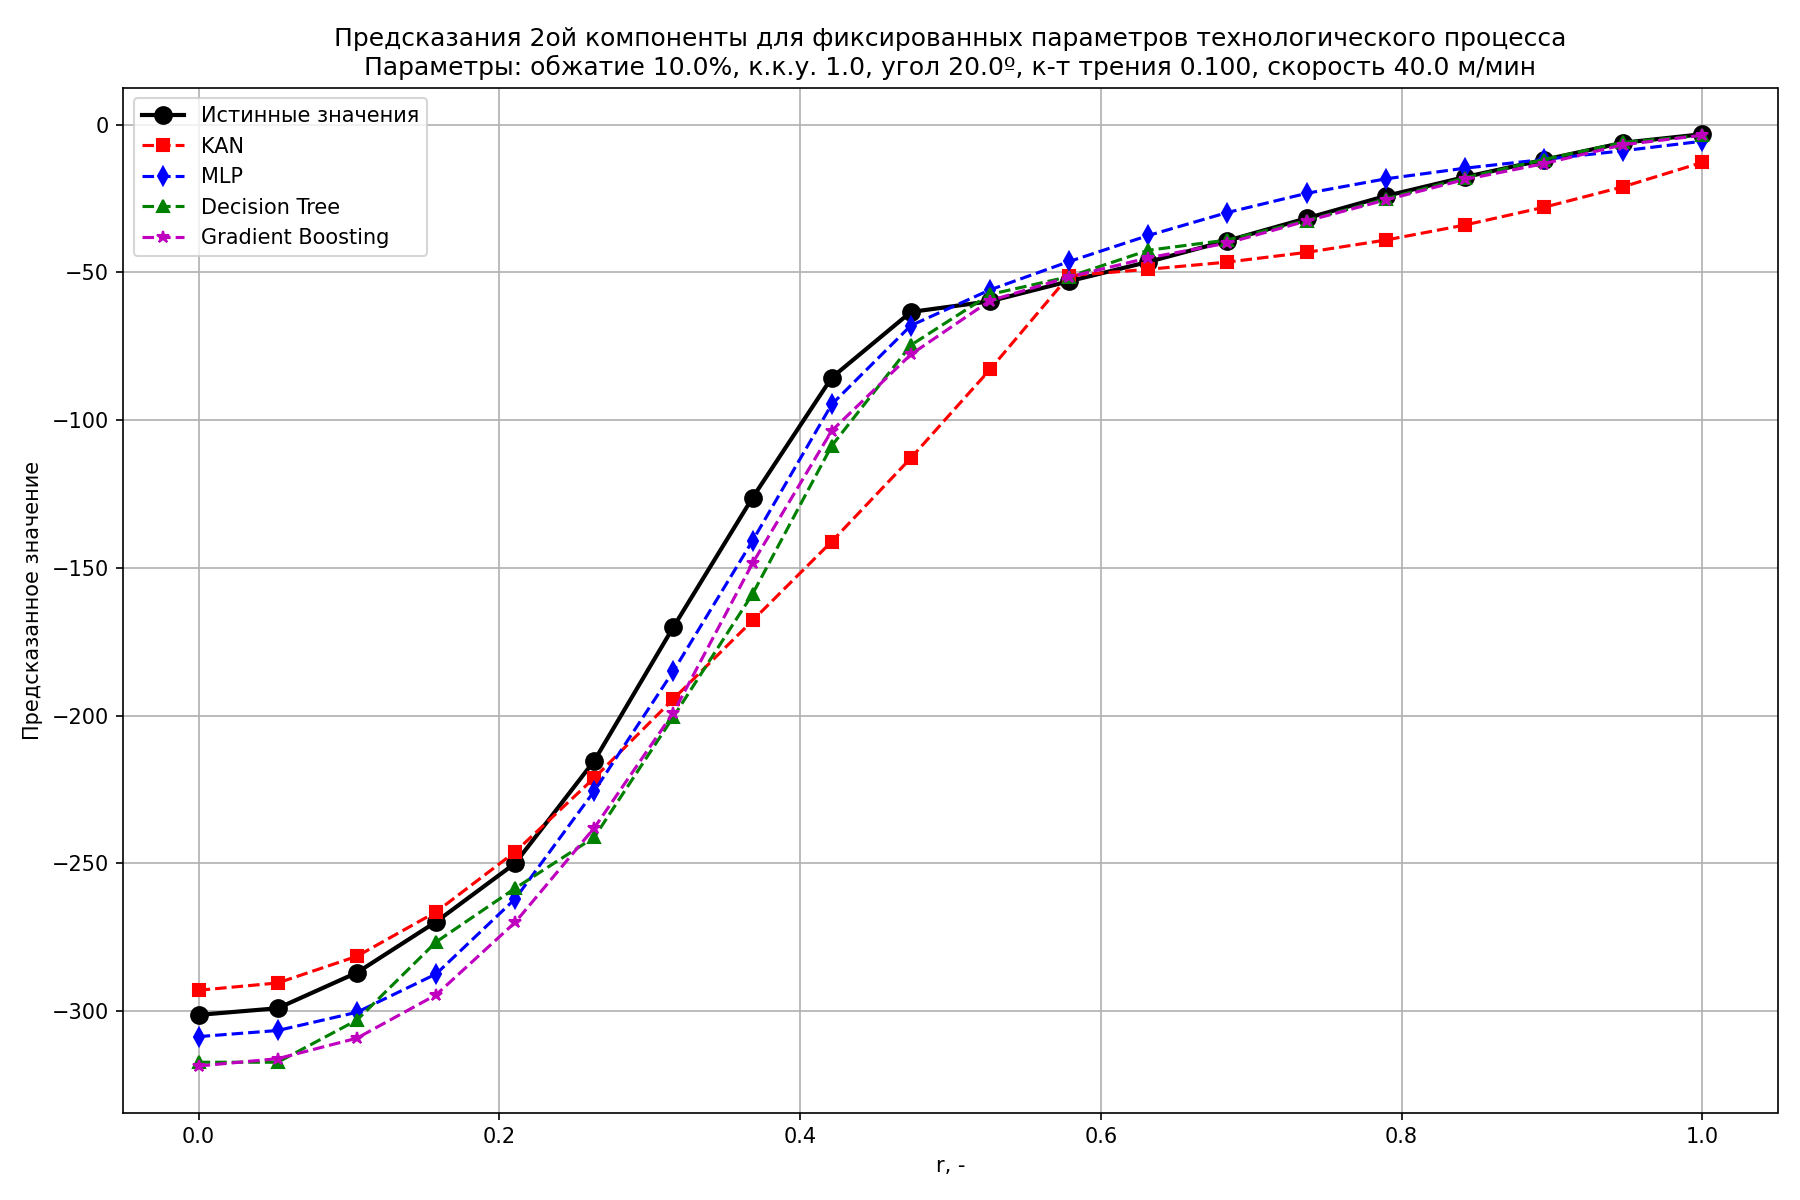 Предсказания 2ой компоненты для фиксированных параметров технологического процесса
Параметры: обжатие 10.0%, к.к.у. 1.0, угол 20.0º, к-т трения 0.100, скорость 40.0 м/мин
Истинные значения
KAN
MLP
Decision Tree
Gradient Boosting
Предсказанное значение
0
−50
−100
−150
−200
−250
−300
0.0
0.2
0.4
0.6
0.8
1.0
r, -